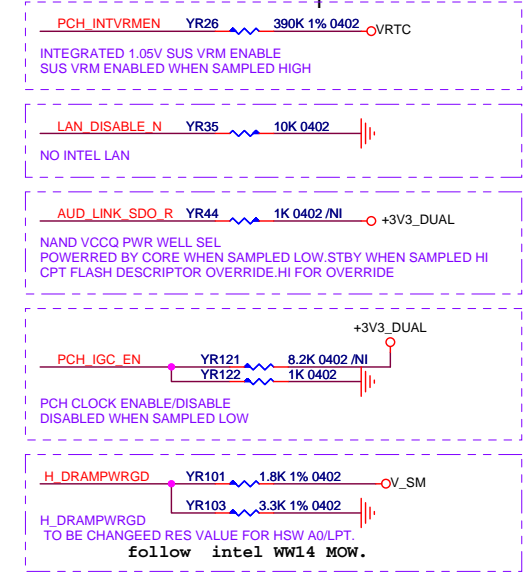 PCH_INTVRMEN YR26 390K 1% 0402 VRTC
INTEGRATED 1.05V SUS VRM ENABLE
SUS VRM ENABLED WHEN SAMPLED HIGH
LAN_DISABLE_N YR35 10K 0402
NO INTEL LAN
AUD_LINK_SDO_R YR44 1K 0402 /NI +3V3_DUAL
NAND VCCQ PWR WELL SEL
POWERRED BY CORE WHEN SAMPLED LOW.STBY WHEN SAMPLED HI
CPT FLASH DESCRIPTOR OVERRIDE.HI FOR OVERRIDE
+3V3_DUAL
PCH_IGC_EN YR121 8.2K 0402 /NI
YR122 1K 0402
PCH CLOCK ENABLE/DISABLE
DISABLED WHEN SAMPLED LOW
H_DRAMPWRGD YR101 1.8K 1% 0402 V_SM
YR103 3.3K 1% 0402
H_DRAMPWRGD
TO BE CHANGEED RES VALUE FOR HSW A0/LPT.
follow intel WW14 MOW.